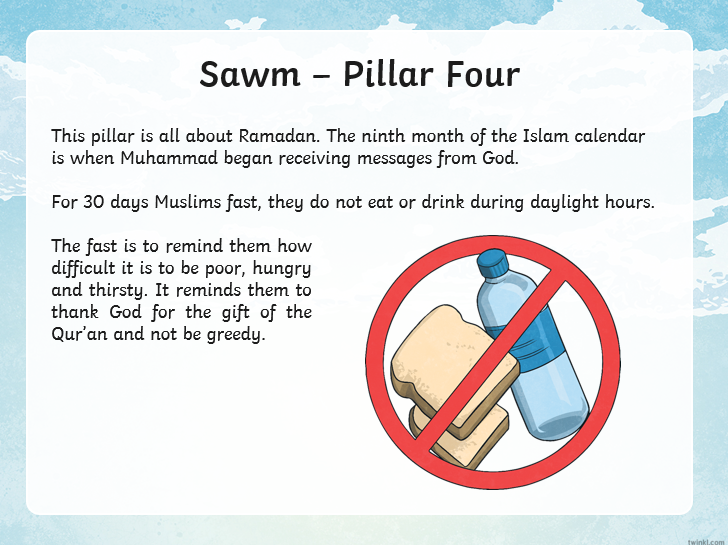 Sawm – Pillar Four
This pillar is all about Ramadan. The ninth month of the Islam calendar
is when Muhammad began receiving messages from God.
For 30 days Muslims fast, they do not eat or drink during daylight hours.
The fast is to remind them how
difficult it is to be poor, hungry
and thirsty. It reminds them to
thank God for the gift of the
Qur’an and not be greedy.
twinkl.com